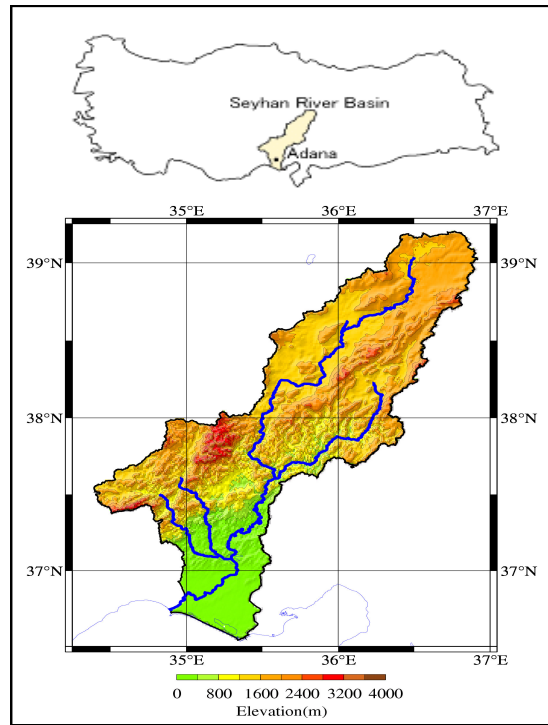 Seyhan River Basin
Adana
35°E 36°E 37°E
39°N 39°N
38°N 38°N
37°N 37°N
35°E 36°E 37°E
0 800 1600 2400 3200 4000
Elevation(m)